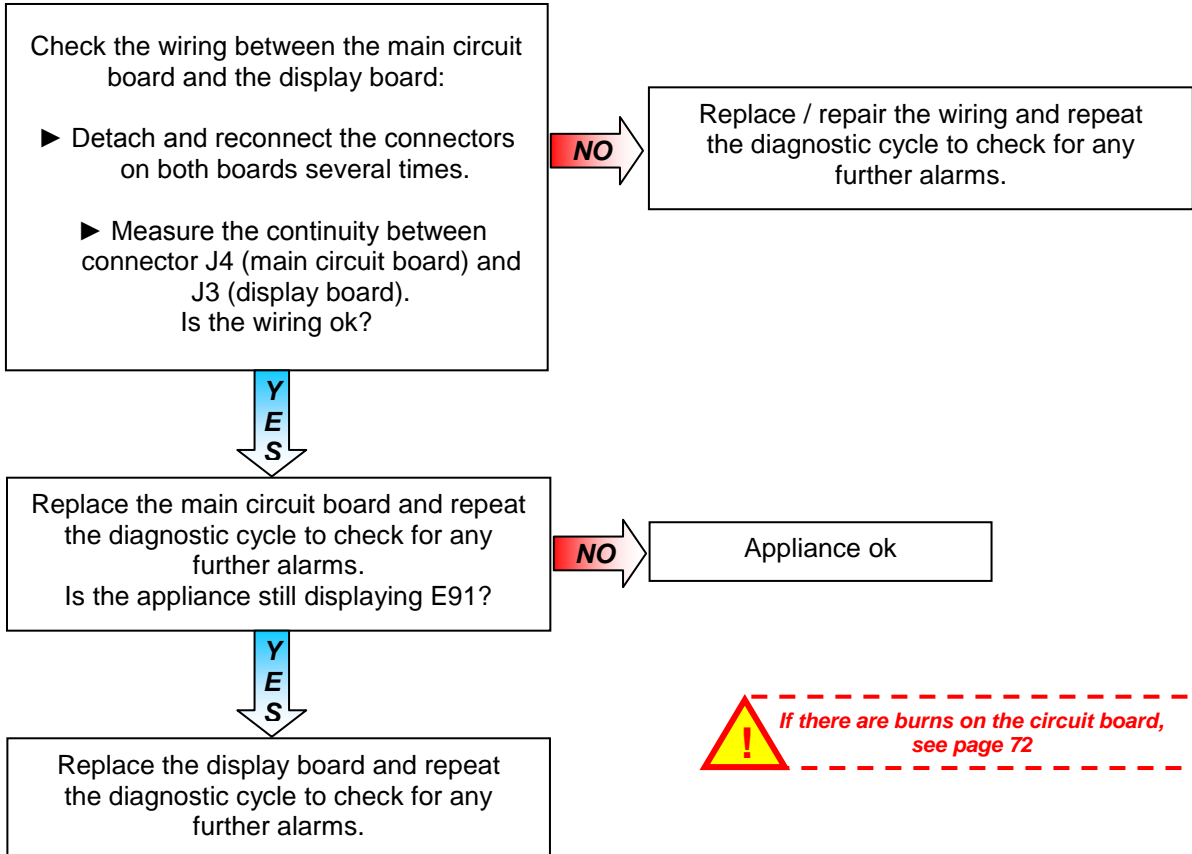 Check the wiring between the main circuit
board and the display board:
► Detach and reconnect the connectors
on both boards several times.
► Measure the continuity between
connector J4 (main circuit board) and
J3 (display board).
Is the wiring ok?
NO
Replace / repair the wiring and repeat
the diagnostic cycle to check for any
further alarms.
Y
E
S
Replace the main circuit board and repeat
the diagnostic cycle to check for any
further alarms.
Is the appliance still displaying E91?
NO
Appliance ok
Y
E
S
! If there are burns on the circuit board,
see page 72
Replace the display board and repeat
the diagnostic cycle to check for any
further alarms.